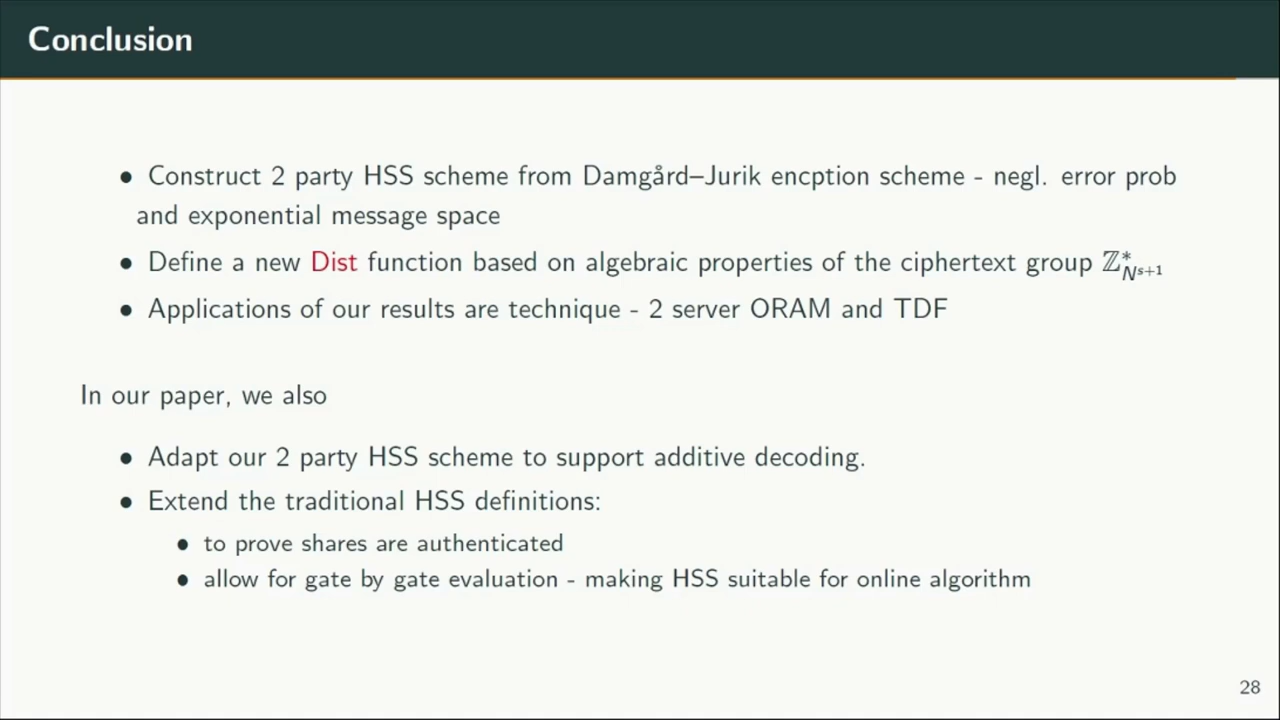 Conclusion
• Construct 2 party HSS scheme from Damgård–Jurik encption scheme - negl. error prob
and exponential message space
• Define a new Dist function based on algebraic properties of the ciphertext group ℤ*_{N^{s+1}}
• Applications of our results are technique - 2 server ORAM and TDF
In our paper, we also
• Adapt our 2 party HSS scheme to support additive decoding.
• Extend the traditional HSS definitions:
• to prove shares are authenticated
• allow for gate by gate evaluation - making HSS suitable for online algorithm
28